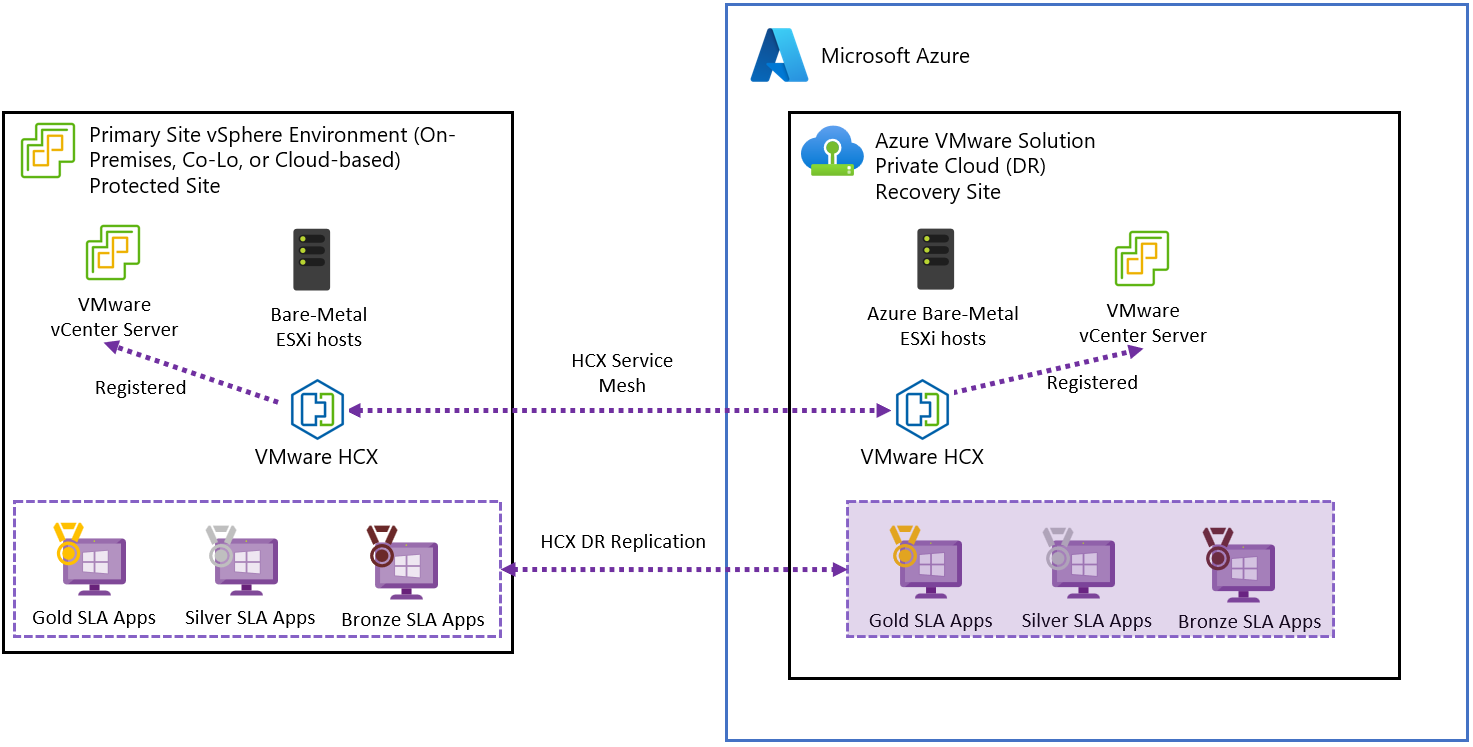 Microsoft Azure
Primary Site vSphere Environment (On-
Premises, Co-Lo, or Cloud-based)
Protected Site
VMware
vCenter Server
Bare-Metal
ESXi hosts
Registered
VMware HCX
HCX Service
Mesh
Azure VMware Solution
Private Cloud (DR)
Recovery Site
Azure Bare-Metal
ESXi hosts
VMware
vCenter Server
Registered
VMware HCX
Gold SLA Apps
Silver SLA Apps
Bronze SLA Apps
HCX DR Replication
Gold SLA Apps
Silver SLA Apps
Bronze SLA Apps